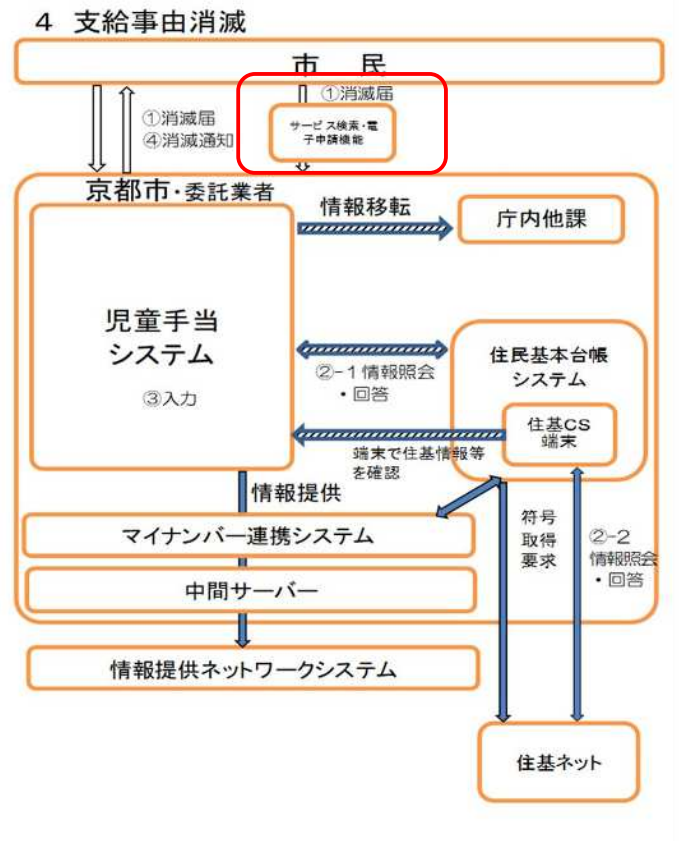 4 支給事由消滅
市 民
①消滅届
④消滅通知
①消滅届
サービス検索・電
子申請機能
京都市・委託業者
情報移転
庁内他課
児童手当
システム
③入力
②-1情報照会
・回答
住民基本台帳
システム
住基CS
端末
端末で住基情報等
を確認
情報提供
マイナンバー連携システム
符号
取得
要求
②-2
情報照会
・回答
中間サーバー
情報提供ネットワークシステム
住基ネット